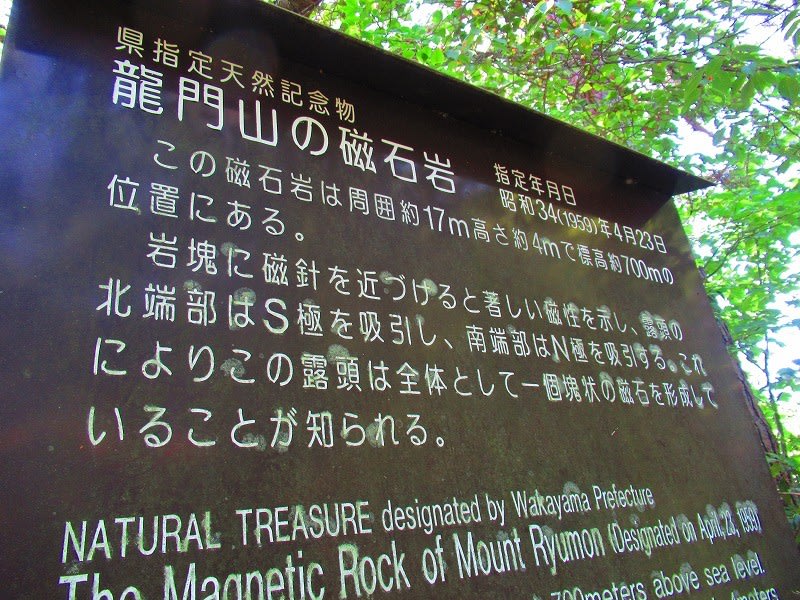 県指定天然記念物
龍門山の磁石岩
指定年月日
昭和34(1959)年4月23日
この磁石岩は周囲約17m高さ約4mで標高約700mの
位置にある。
岩塊に磁針を近づけると著しい磁性を示し、露頭の
北端部はS極を吸引し、南端部はN極を吸引する。これ
によりこの露頭は全体として一個塊状の磁石を形成して
いることが知られる。
NATURAL TREASURE designated by Wakayama Prefecture
The Magnetic Rock of Mount Ryumon (Designated on April, 23, 1959)
700meters above sea level.
4meters